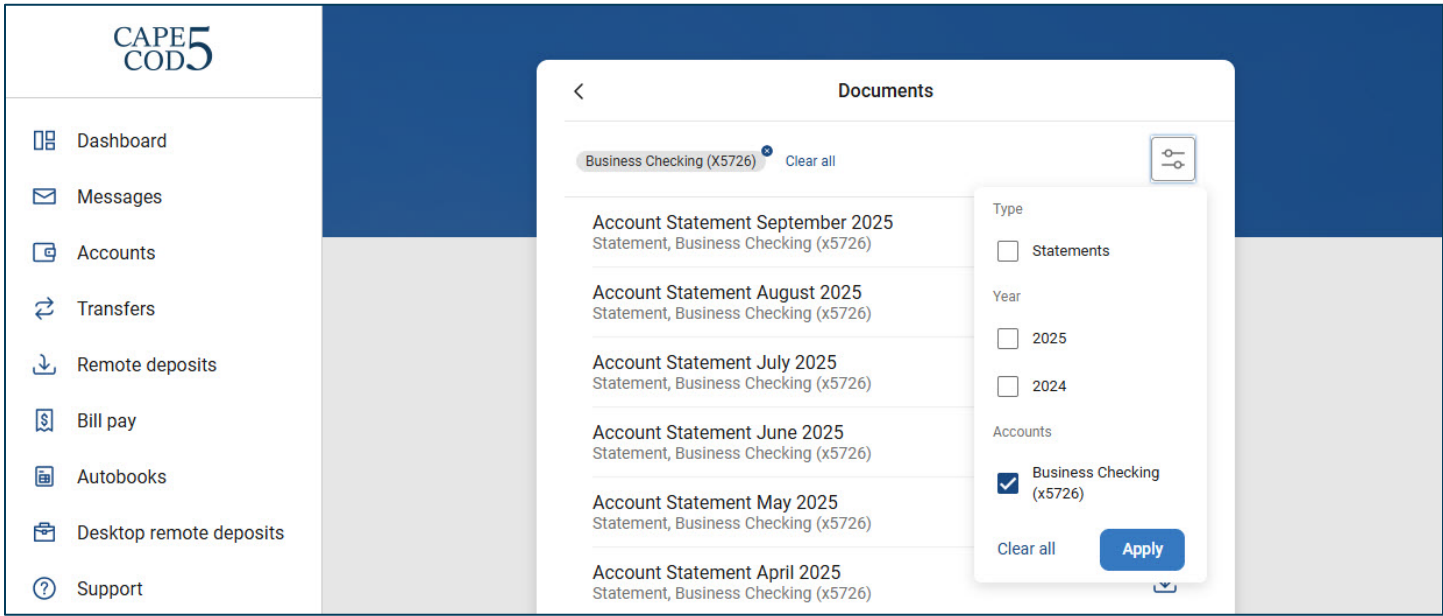 CAPE
COD5
Dashboard
Messages
Accounts
Transfers
Remote deposits
Bill pay
Autobooks
Desktop remote deposits
Support
Documents
Business Checking (X5726)
Clear all
Account Statement September 2025
Statement, Business Checking (x5726)
Account Statement August 2025
Statement, Business Checking (x5726)
Account Statement July 2025
Statement, Business Checking (x5726)
Account Statement June 2025
Statement, Business Checking (x5726)
Account Statement May 2025
Statement, Business Checking (x5726)
Account Statement April 2025
Statement, Business Checking (x5726)
Type
Statements
Year
2025
2024
Accounts
Business Checking
(x5726)
Clear all
Apply